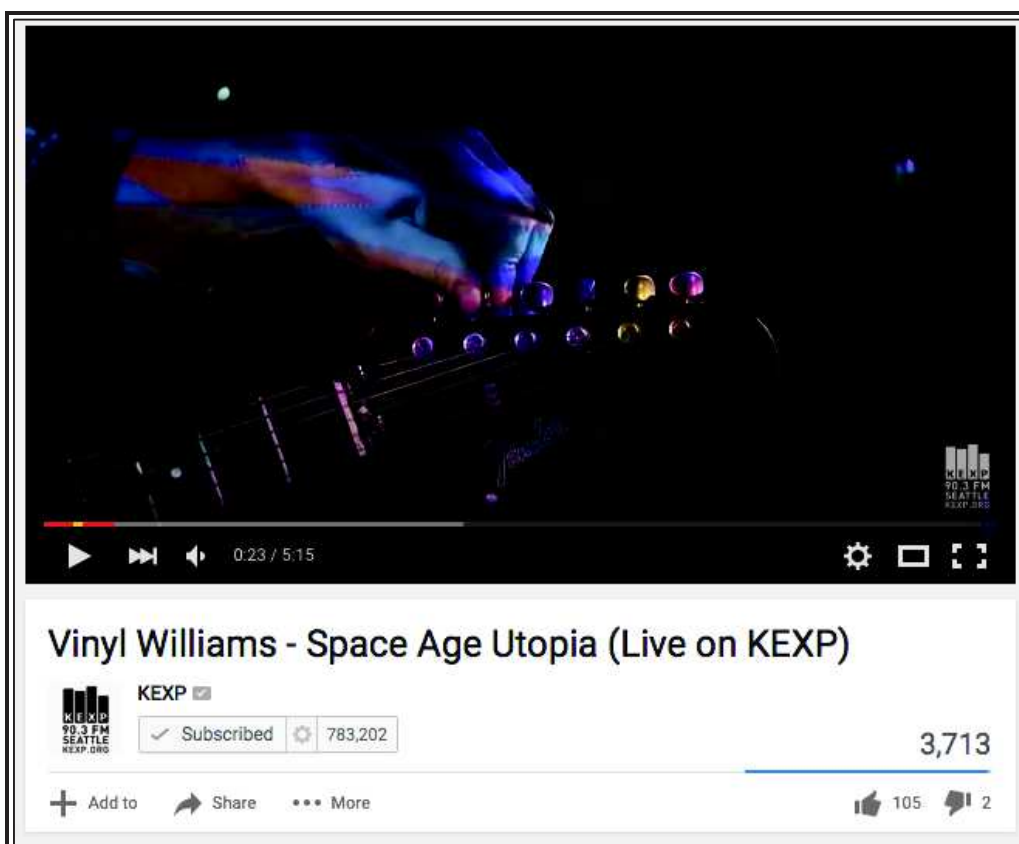 KEXP
90.3 FM
SEATTLE
KEXP.ORG
0:23 / 5:15
Vinyl Williams - Space Age Utopia (Live on KEXP)
KEXP
90.3 FM
SEATTLE
KEXP.ORG
KEXP
Subscribed 783,202
3,713
Add to Share More 105 2